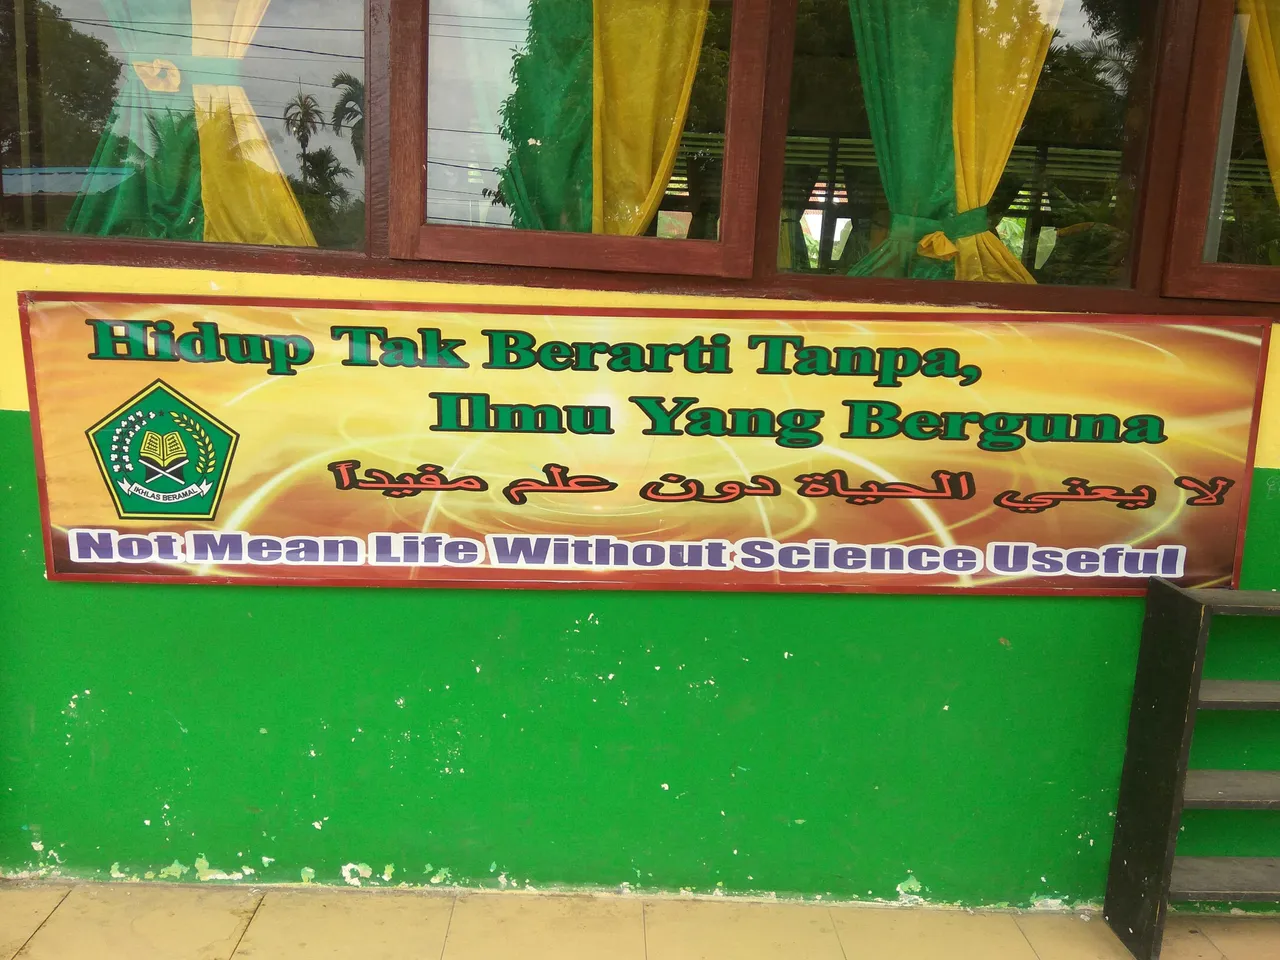 Hidup Tak Berarti Tanpa,
Ilmu Yang Berguna
لا يعني الحياة دون علم مفيداً
IKHLAS BERAMAL
Not Mean Life Without Science Useful